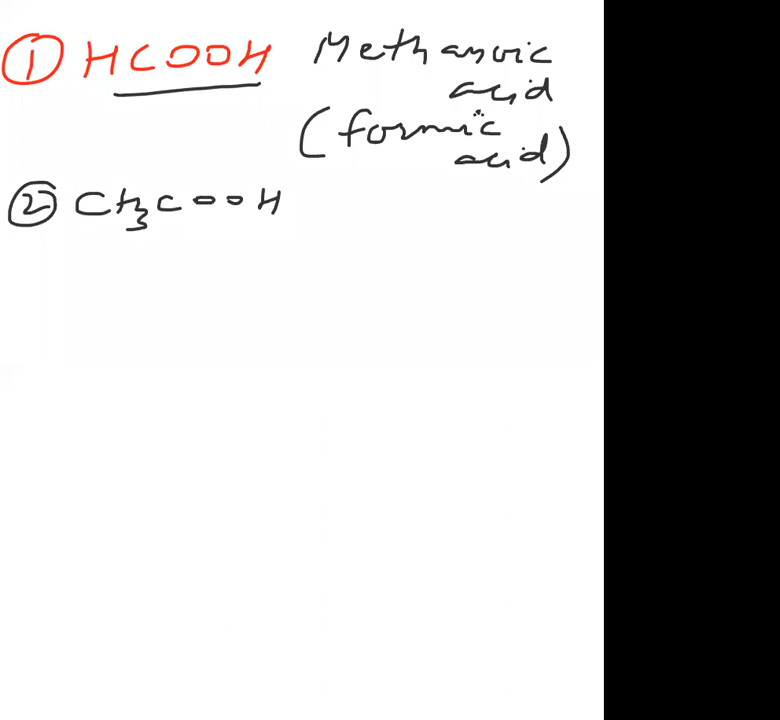 ① HCOOH Methanoic
acid
(formic
acid)
② CH3COOH